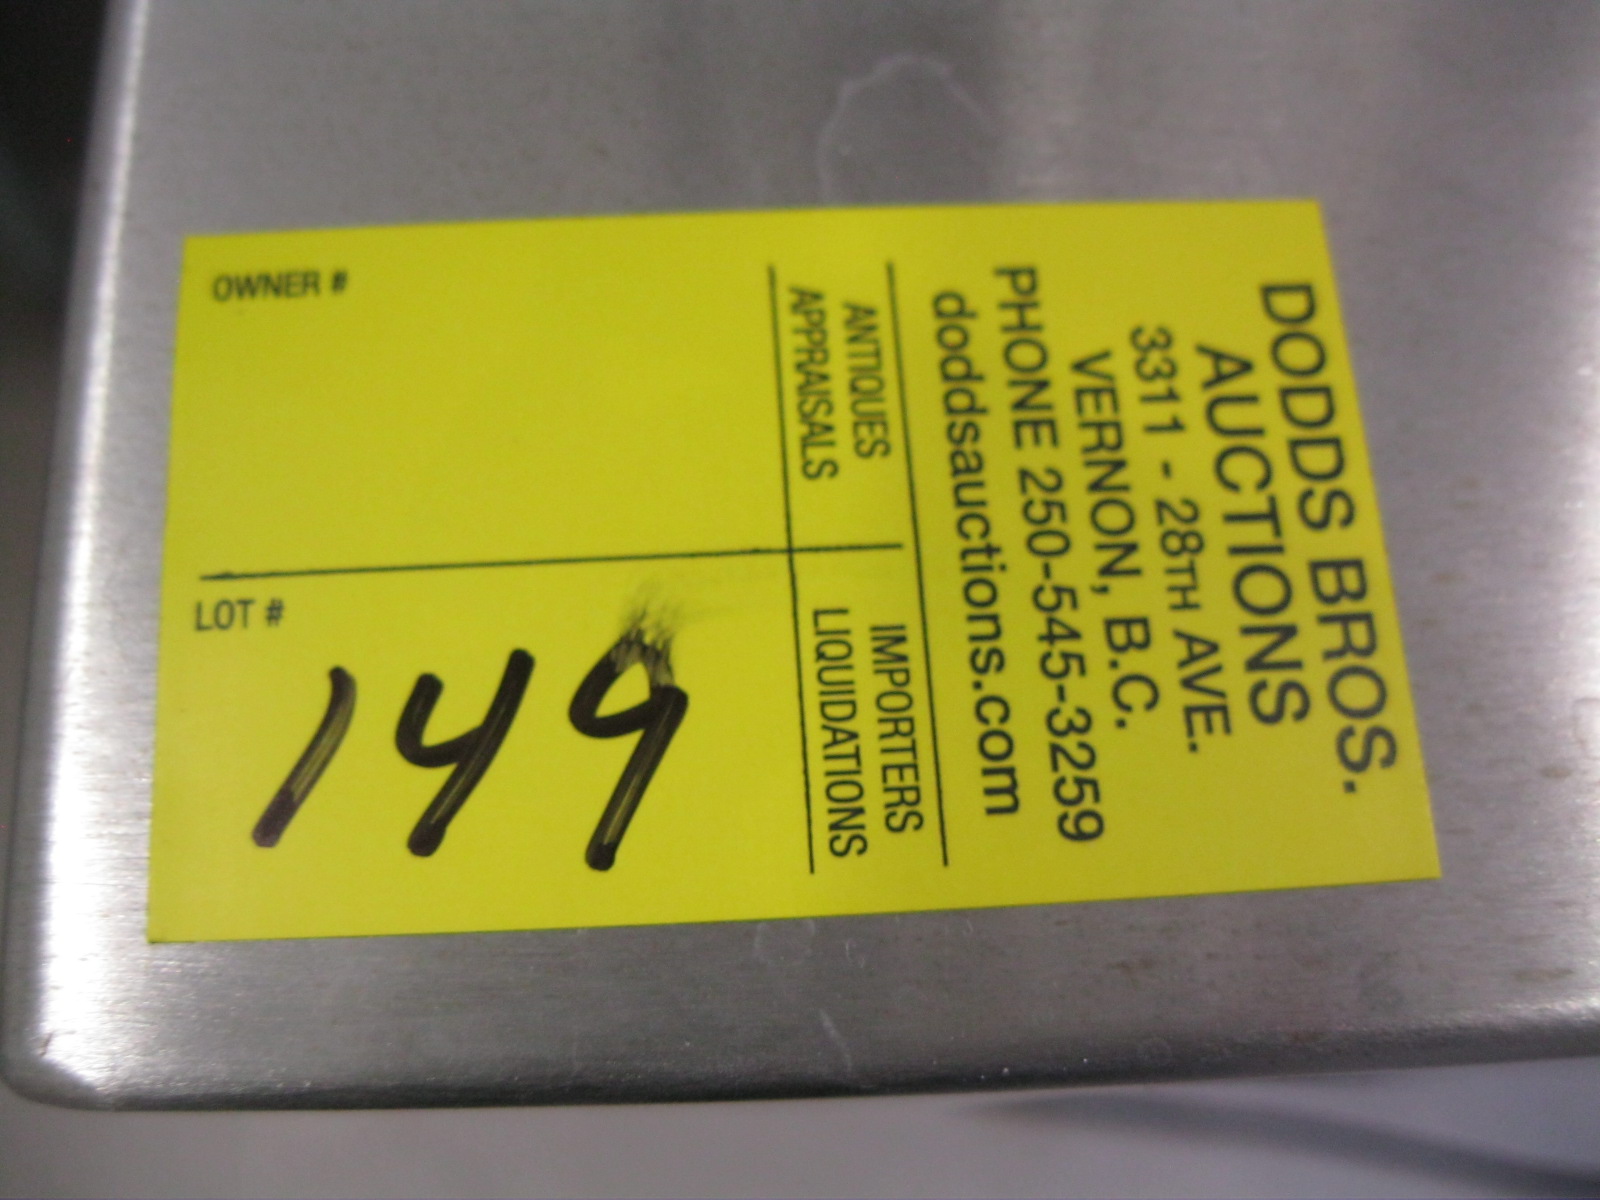 DODDS BROS.
AUCTIONS
3311 - 28TH AVE.
VERNON, B.C.
PHONE 250-545-3259
doddsauctions.com
ANTIQUES
APPRAISALS
IMPORTERS
LIQUIDATIONS
OWNER #
LOT #
149